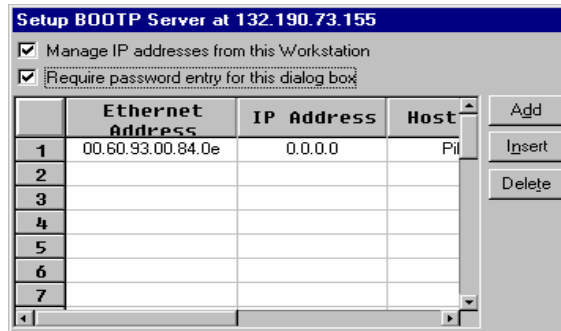 Setup BOOTP Server at 132.190.73.155
Manage IP addresses from this Workstation
Require password entry for this dialog box
Ethernet Address IP Address Host
1 00.60.93.00.84.0e 0.0.0.0 Pil
2
3
4
5
6
7
Add
Insert
Delete